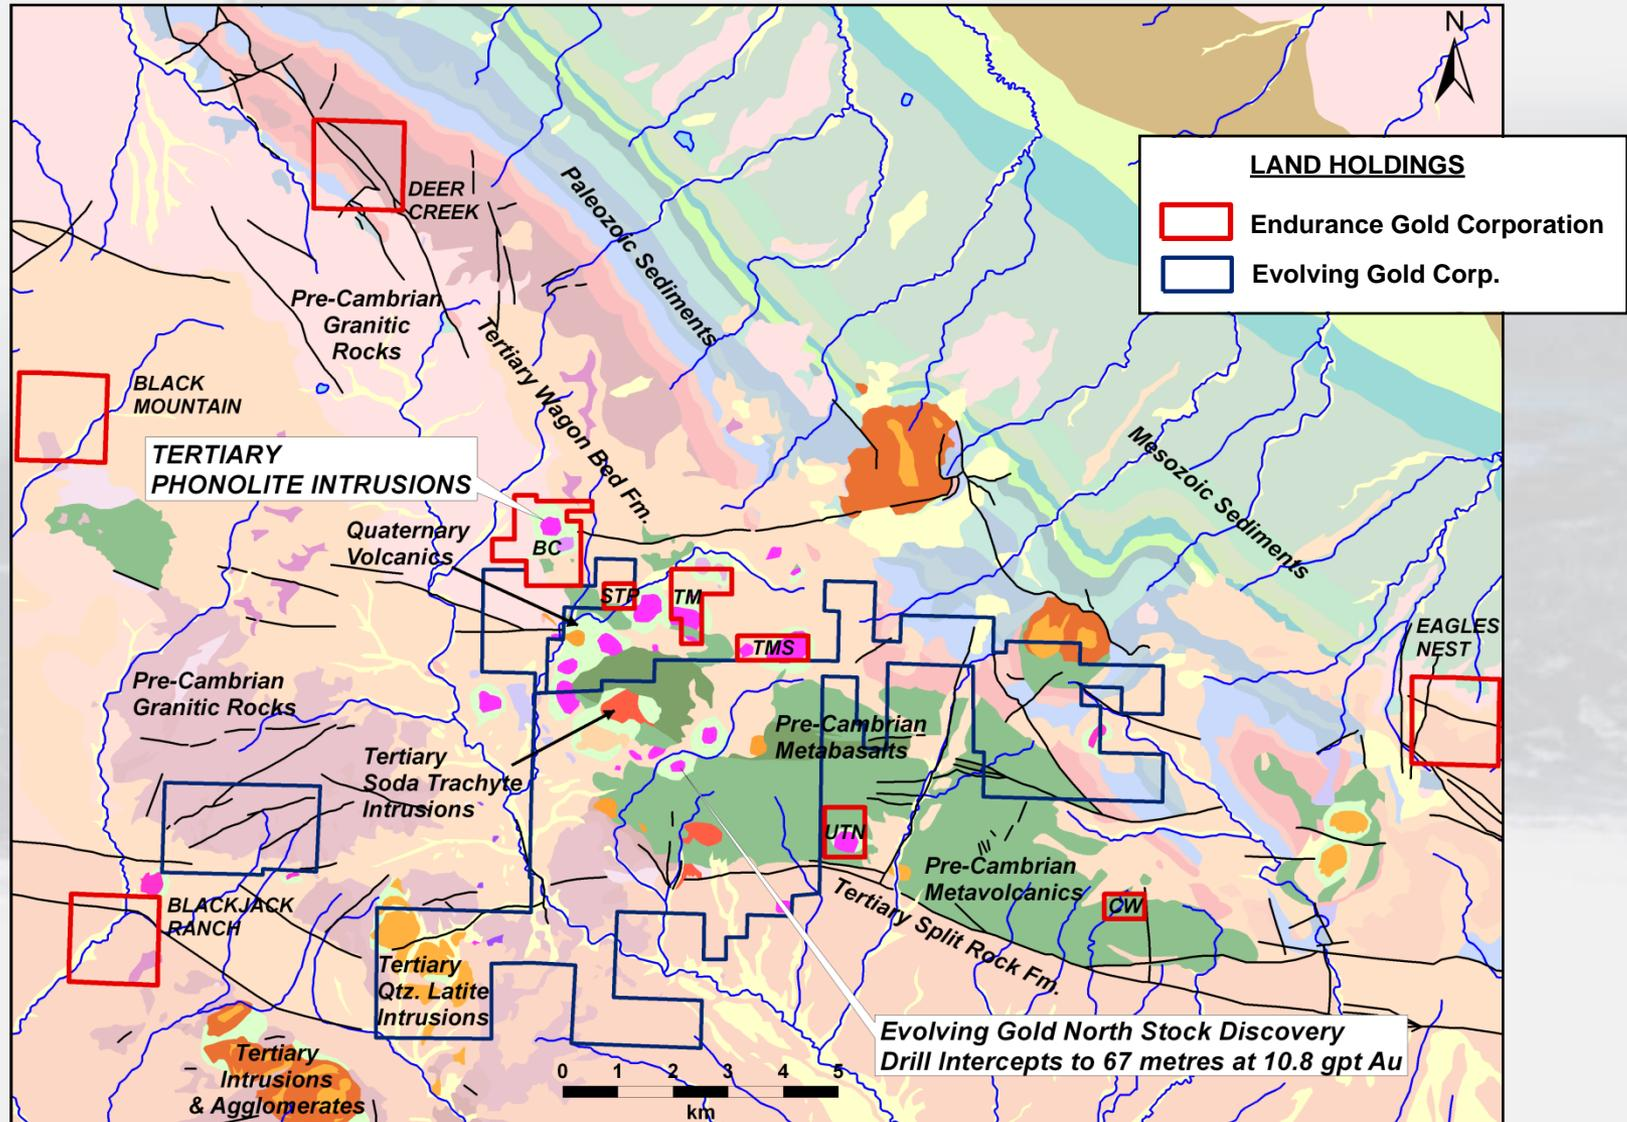 N
LAND HOLDINGS
Endurance Gold Corporation
Evolving Gold Corp.
DEER
CREEK
Paleozoic Sediments
Pre-Cambrian
Granitic
Rocks
Tertiary Wagon Bed Fm.
BLACK
MOUNTAIN
TERTIARY
PHONOLITE INTRUSIONS
Mesozoic Sediments
Quaternary
Volcanics
BC
STP
TM
TMS
EAGLES
NEST
Pre-Cambrian
Granitic Rocks
Pre-Cambrian
Metabasalts
Tertiary
Soda Trachyte
Intrusions
UTN
Pre-Cambrian
Metavolcanics
CW
Tertiary Split Rock Fm.
BLACKJACK
RANCH
Tertiary
Qtz. Latite
Intrusions
Evolving Gold North Stock Discovery
Drill Intercepts to 67 metres at 10.8 gpt Au
Tertiary
Intrusions
& Agglomerates
0 1 2 3 4 5
km